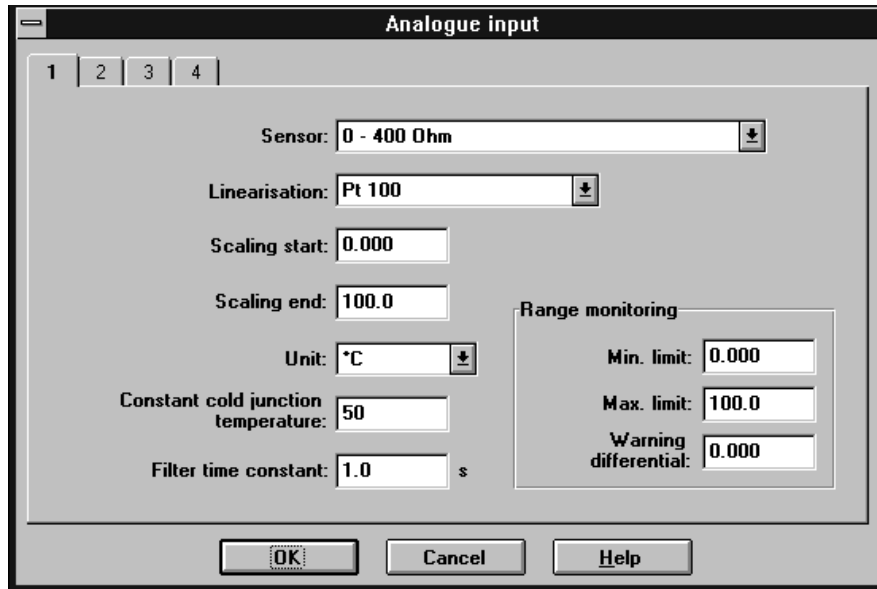 Analogue input
1 2 3 4
Sensor: 0 - 400 Ohm
Linearisation: Pt 100
Scaling start: 0.000
Scaling end: 100.0
Unit: °C
Constant cold junction
temperature: 50
Filter time constant: 1.0 s
Range monitoring
Min. limit: 0.000
Max. limit: 100.0
Warning
differential: 0.000
OK Cancel Help